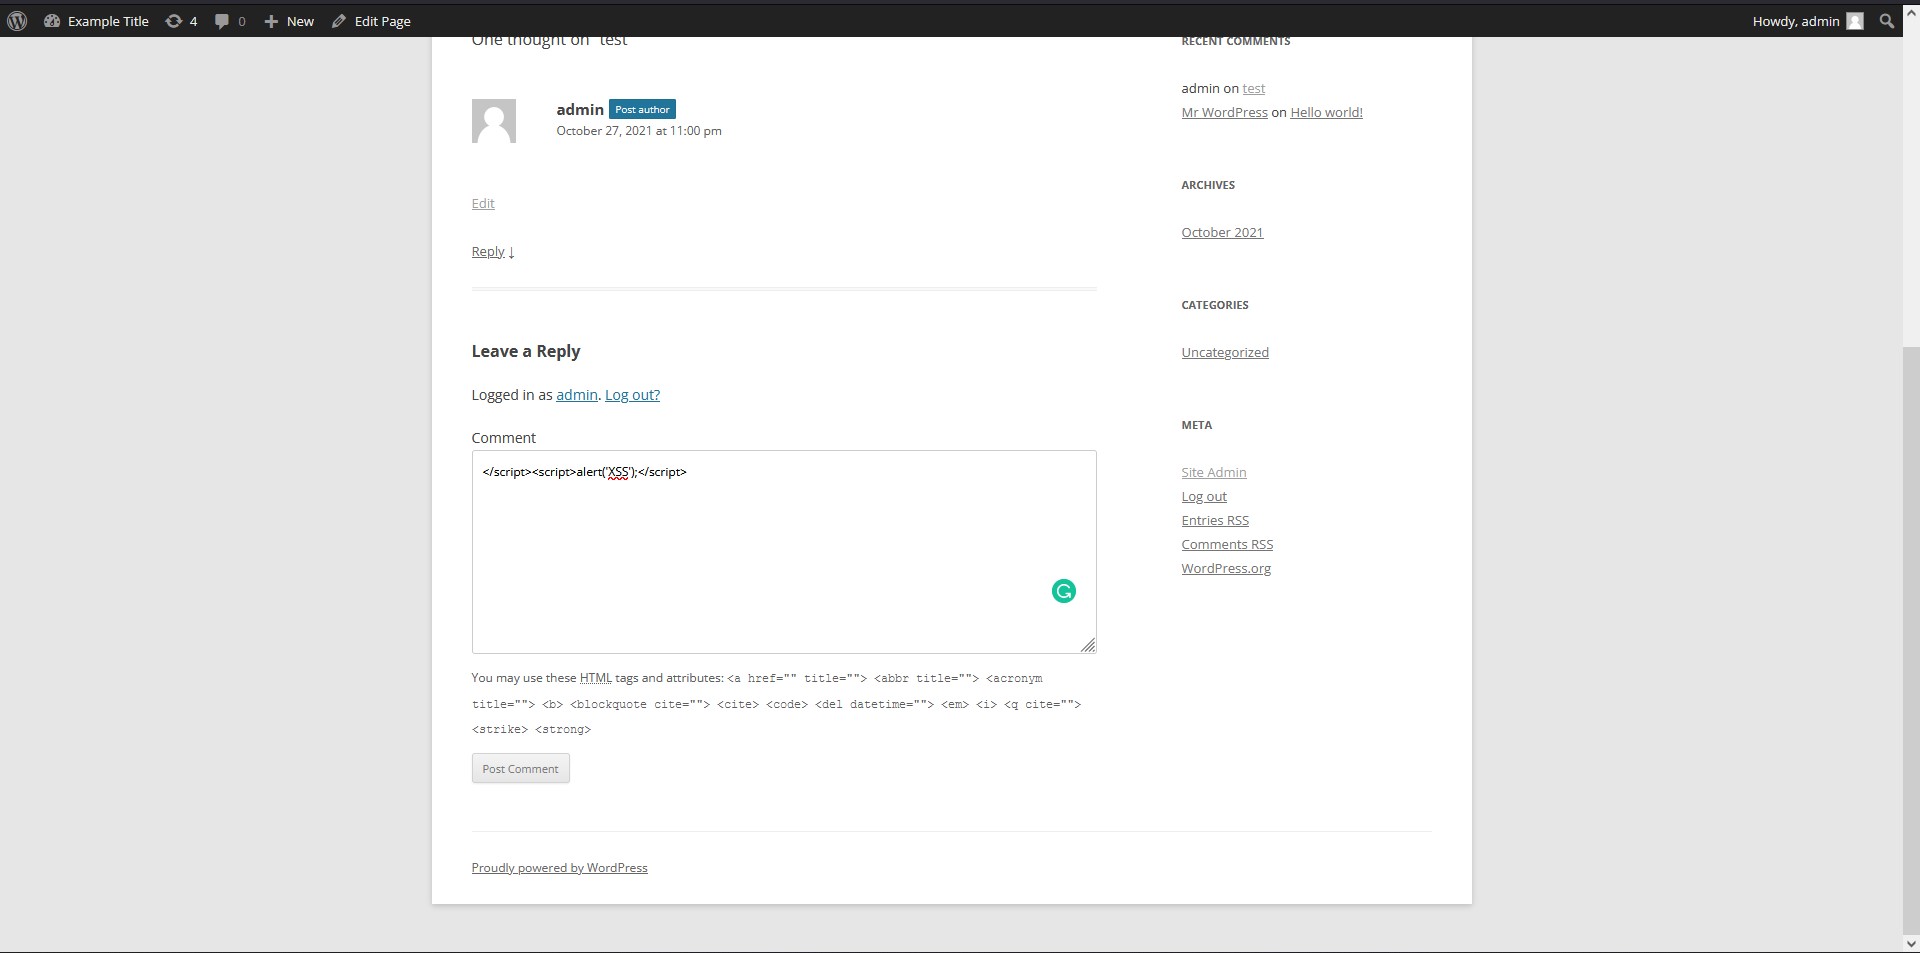 Example Title 4 0 New Edit Page Howdy, admin
One thought on “test”
admin Post author
October 27, 2021 at 11:00 pm
Edit
Reply ↓
Leave a Reply
Logged in as admin. Log out?
Comment
</script><script>alert('XSS');</script>
You may use these HTML tags and attributes: <a href="" title=""> <abbr title=""> <acronym
title=""> <b> <blockquote cite=""> <cite> <code> <del datetime=""> <em> <i> <q cite="">
<strike> <strong>
Post Comment
RECENT COMMENTS
admin on test
Mr WordPress on Hello world!
ARCHIVES
October 2021
CATEGORIES
Uncategorized
META
Site Admin
Log out
Entries RSS
Comments RSS
WordPress.org
Proudly powered by WordPress